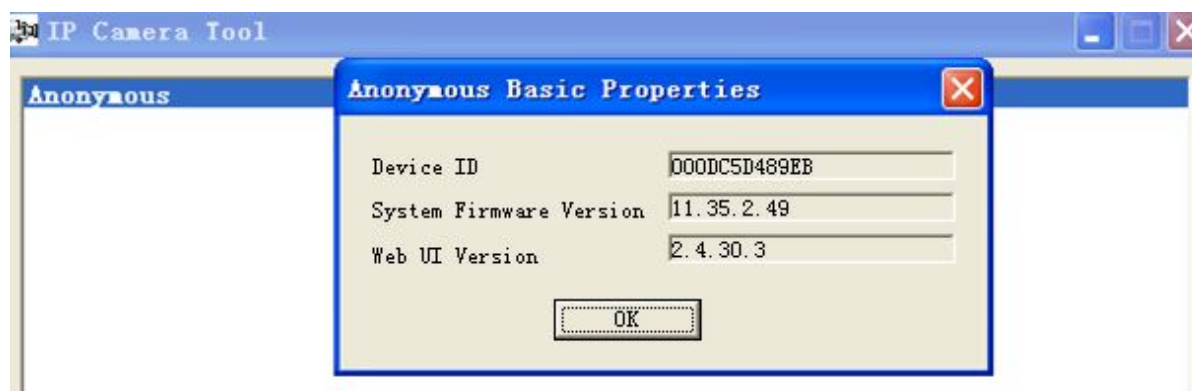 IP Camera Tool
Anonymous
Anonymous Basic Properties
Device ID 000DC5D489EB
System Firmware Version 11.35.2.49
Web UI Version 2.4.30.3
OK